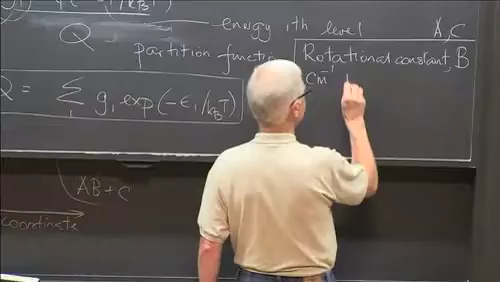 energy ith level A, C
Q partition function
Rotational constant, B
cm⁻¹
Q = Σ gᵢ exp(-εᵢ/k_BT)
i
AB+C
coordinate